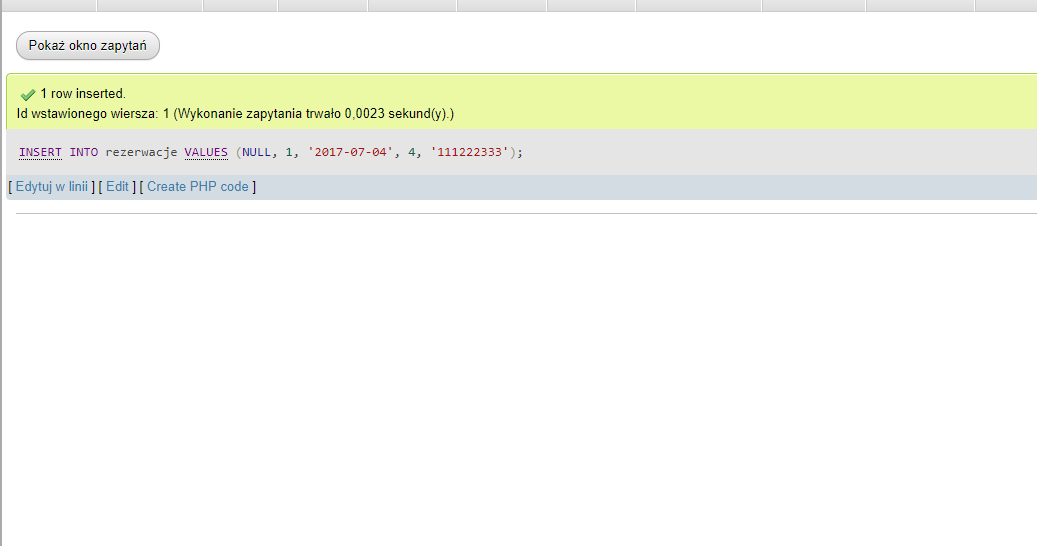 Pokaż okno zapytań
1 row inserted.
Id wstawionego wiersza: 1 (Wykonanie zapytania trwało 0,0023 sekund(y).)
INSERT INTO rezerwacje VALUES (NULL, 1, '2017-07-04', 4, '111222333');
[ Edytuj w linii ] [ Edit ] [ Create PHP code ]